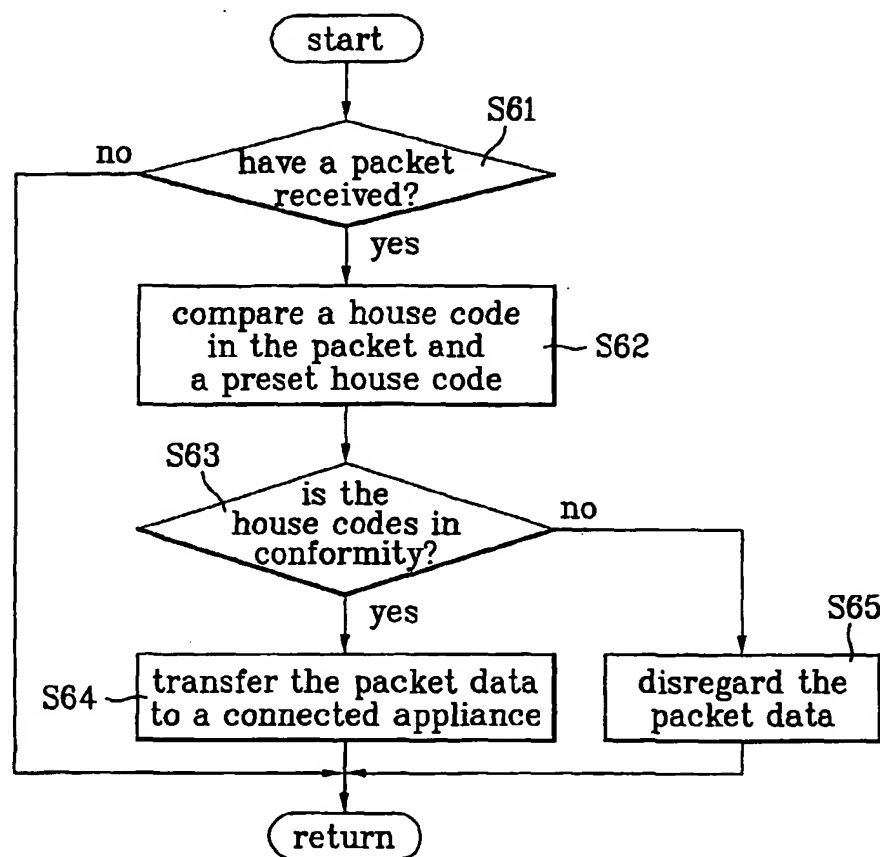 start
S61
no
have a packet
received?
yes
compare a house code
in the packet and
a preset house code
S62
S63
is the
house codes in
conformity?
no
yes
S65
S64
transfer the packet data
to a connected appliance
disregard the
packet data
return